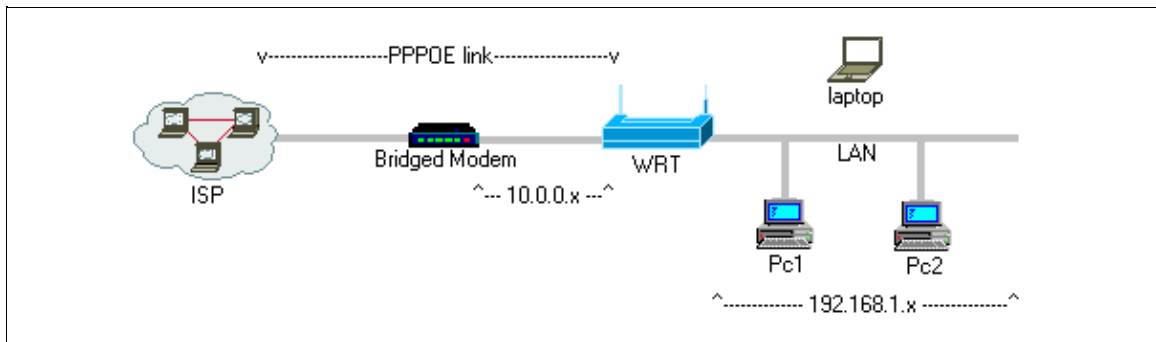 v-------------------PPPOE link--------------------v
laptop
ISP
Bridged Modem
WRT
LAN
^--- 10.0.0.x ---^
Pc1
Pc2
^------------- 192.168.1.x --------------^